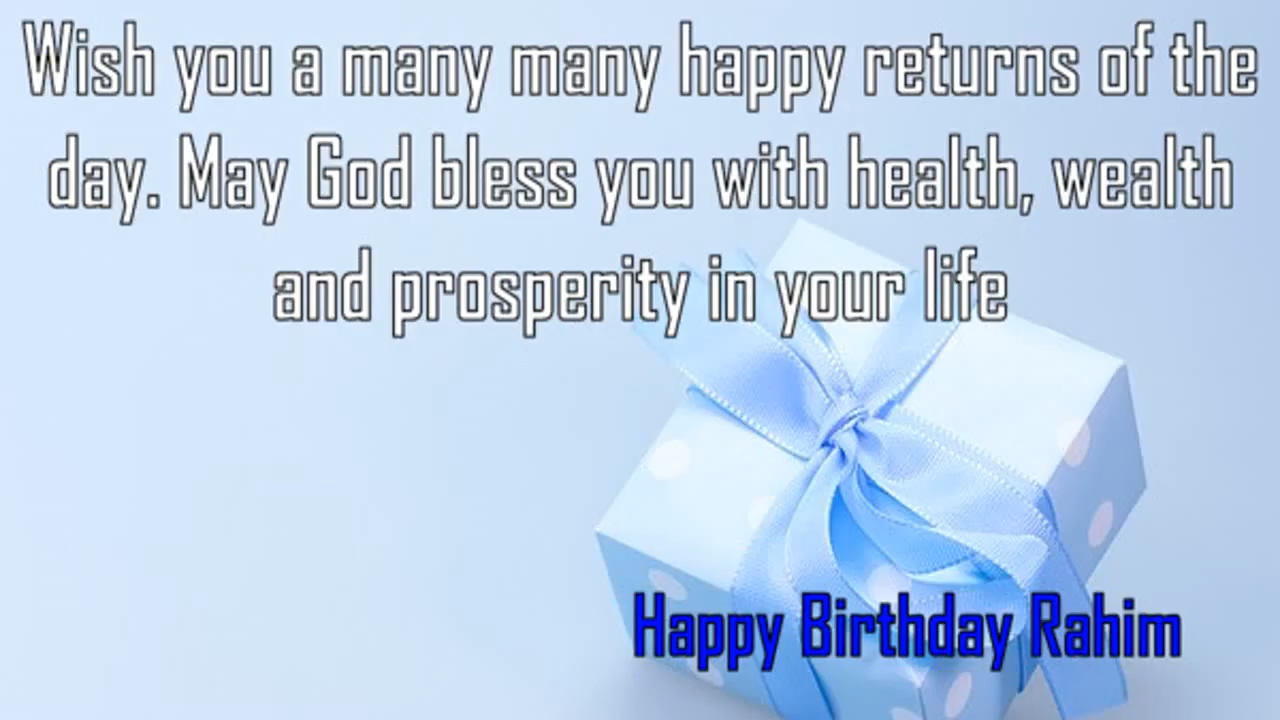 Wish you a many many happy returns of the
day. May God bless you with health, wealth
and prosperity in your life
Happy Birthday Rahim